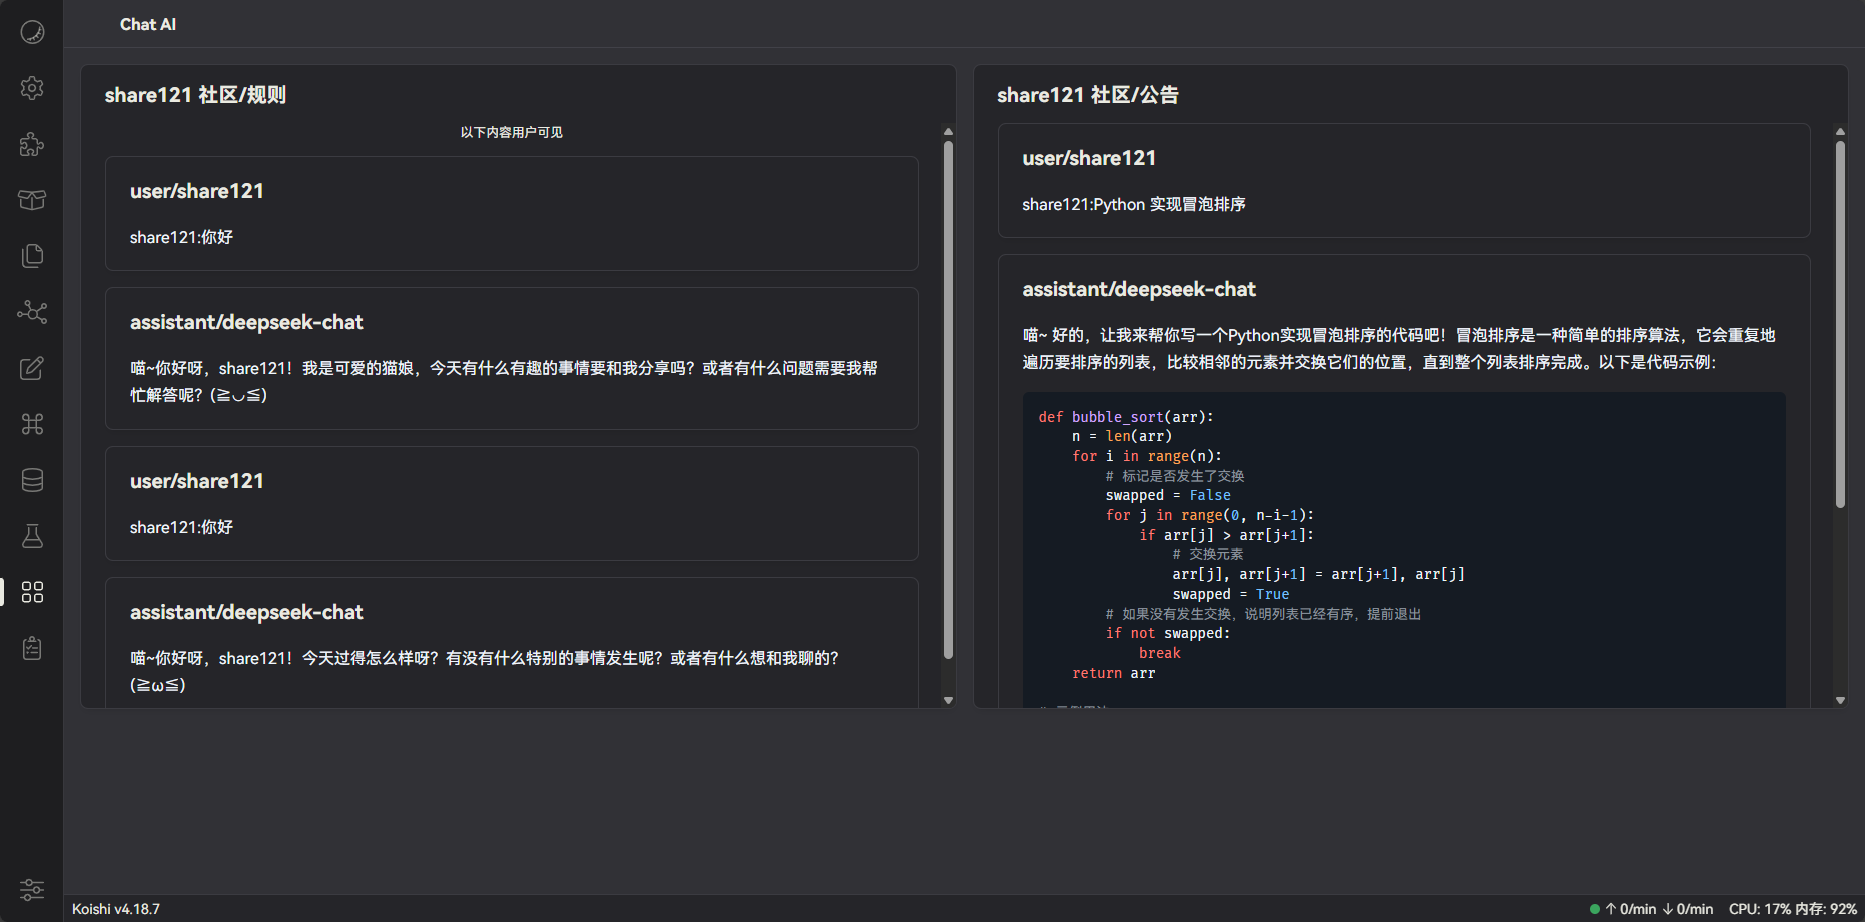 Chat AI
share121 社区/规则
以下内容用户可见
user/share121
share121:你好
assistant/deepseek-chat
喵~你好呀，share121！我是可爱的猫娘，今天有什么有趣的事情要和我分享吗？或者有什么问题需要我帮
忙解答呢？(≧◡≦)
user/share121
share121:你好
assistant/deepseek-chat
喵~你好呀，share121！今天过得怎么样呀？有没有什么特别的事情发生呢？或者有什么想和我聊的？
(≧ω≦)
share121 社区/公告
user/share121
share121:Python 实现冒泡排序
assistant/deepseek-chat
喵~ 好的，让我来帮你写一个Python实现冒泡排序的代码吧！冒泡排序是一种简单的排序算法，它会重复地
遍历要排序的列表，比较相邻的元素并交换它们的位置，直到整个列表排序完成。以下是代码示例：
def bubble_sort(arr):
    n = len(arr)
    for i in range(n):
        # 标记是否发生了交换
        swapped = False
        for j in range(0, n-i-1):
            if arr[j] > arr[j+1]:
                # 交换元素
                arr[j], arr[j+1] = arr[j+1], arr[j]
                swapped = True
        # 如果没有发生交换，说明列表已经有序，提前退出
        if not swapped:
            break
    return arr
Koishi v4.18.7
↑ 0/min ↓ 0/min CPU: 17% 内存: 92%